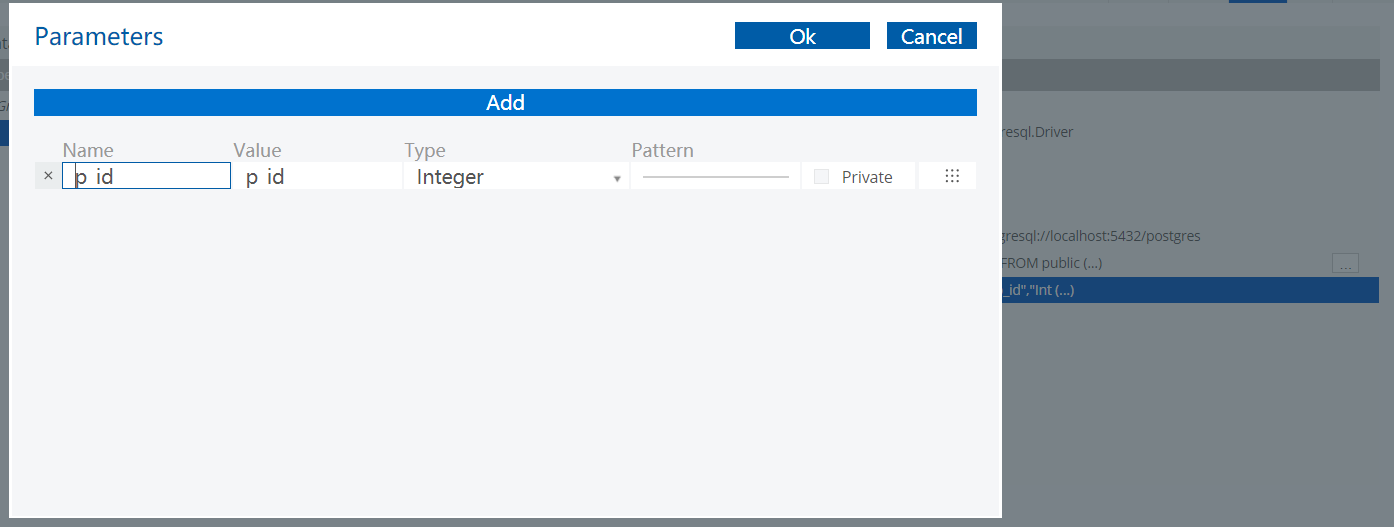 Parameters
Ok
Cancel
Add
Name Value Type Pattern
× p_id p_id Integer Private
resql.Driver
gresql://localhost:5432/postgres
FROM public (...)
...
_id","Int (...)